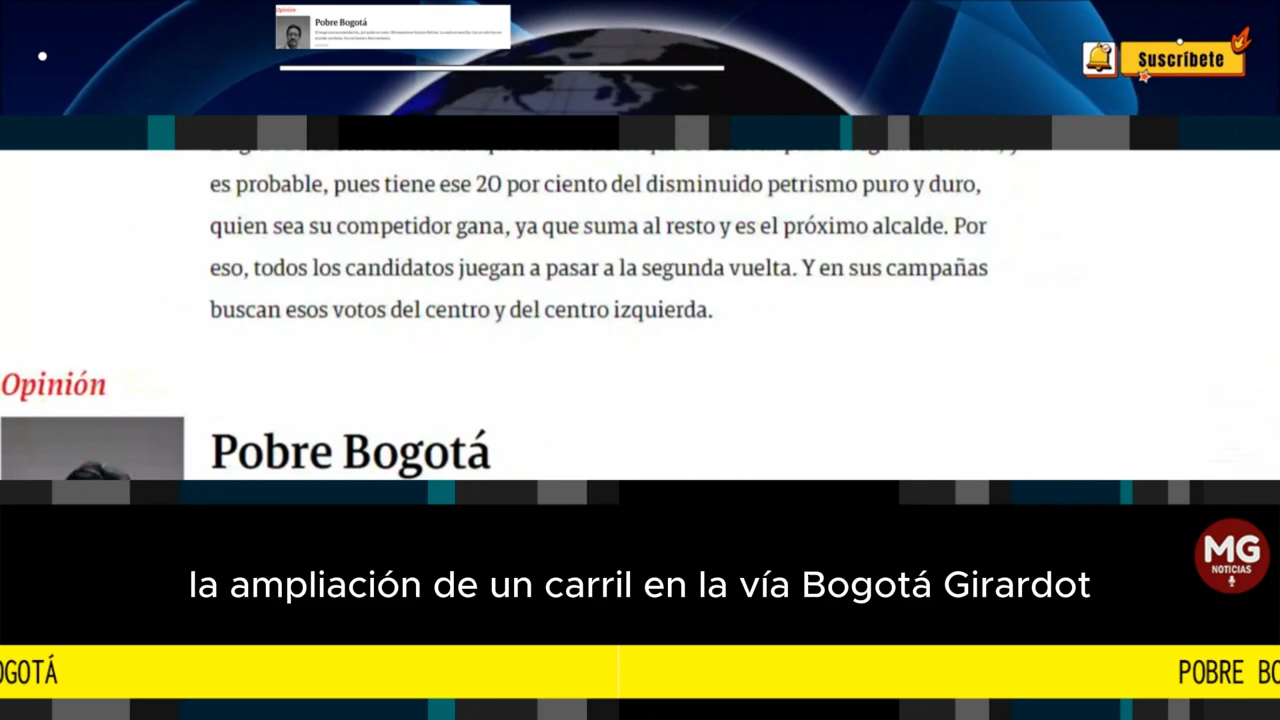 Opinión
Pobre Bogotá
Suscríbete
es probable, pues tiene ese 20 por ciento del disminuido petrismo puro y duro,
quien sea su competidor gana, ya que suma al resto y es el próximo alcalde. Por
eso, todos los candidatos juegan a pasar a la segunda vuelta. Y en sus campañas
buscan esos votos del centro y del centro izquierda.
Opinión
Pobre Bogotá
MG
NOTICIAS
la ampliación de un carril en la vía Bogotá Girardot
OGOTÁ
POBRE BO